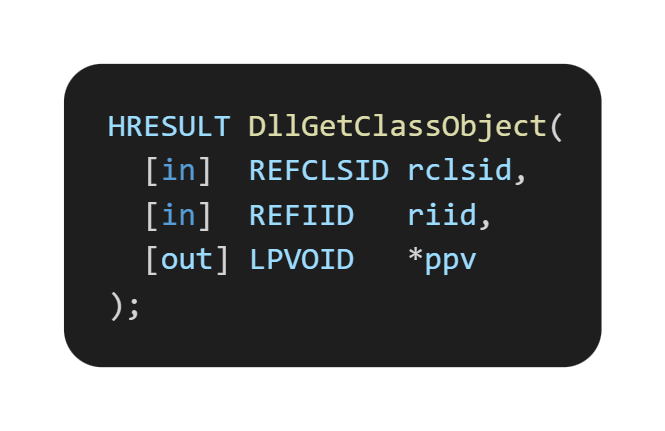 HRESULT DllGetClassObject(
  [in]  REFCLSID rclsid,
  [in]  REFIID   riid,
  [out] LPVOID   *ppv
);